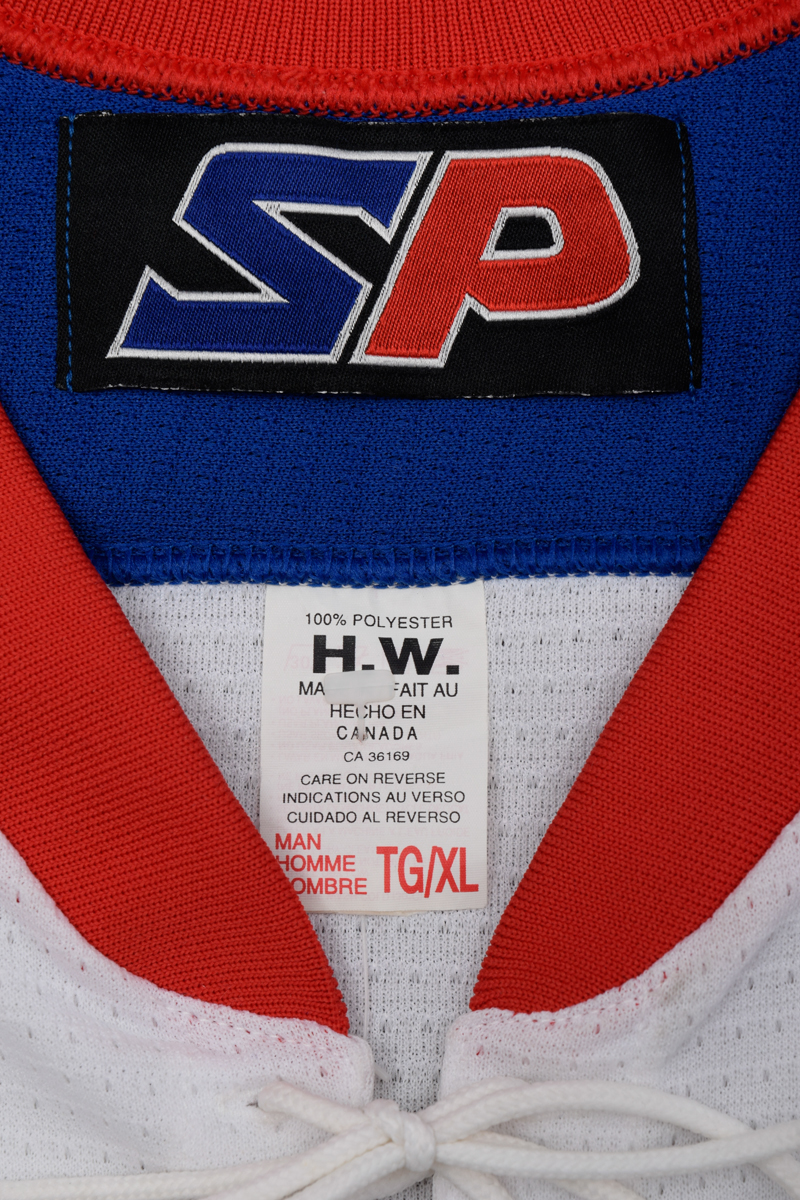 SP
100% POLYESTER
H.W.
FAIT AU
HECHO EN
CANADA
CA 36169
CARE ON REVERSE
INDICATIONS AU VERSO
CUIDADO AL REVERSO
MAN
HOMME
HOMBRE
TG/XL